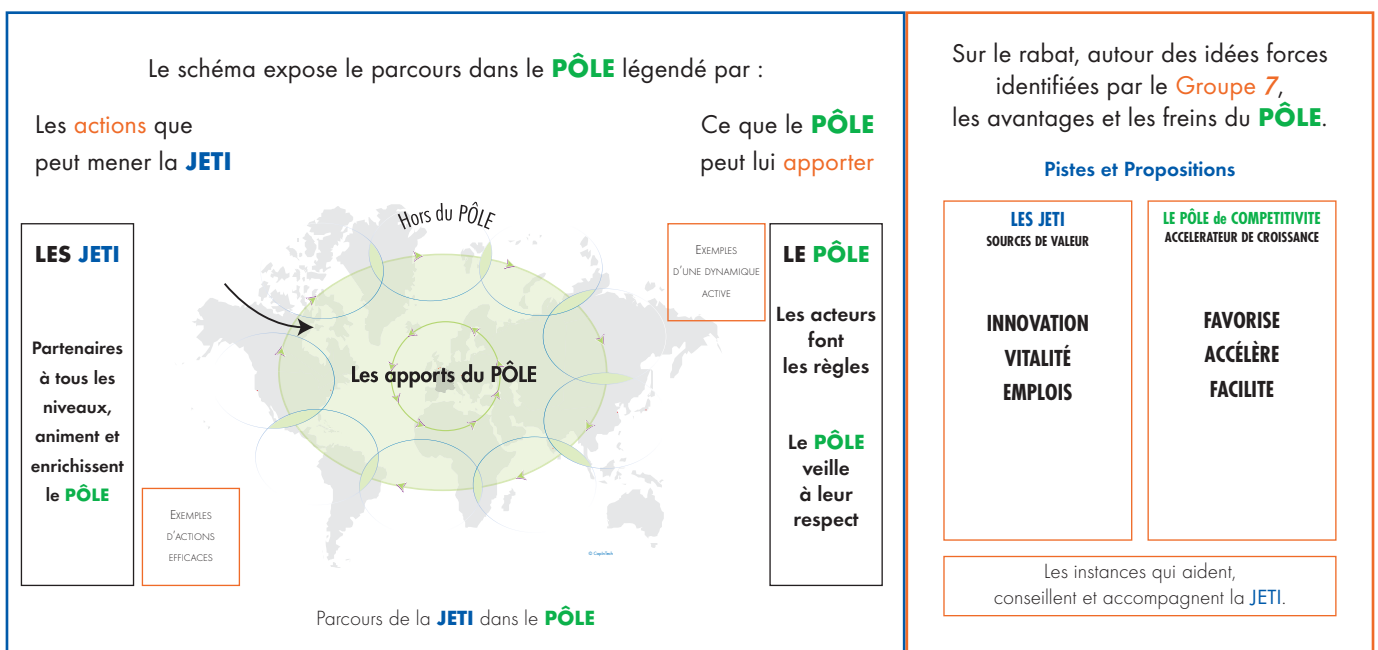 Le schéma expose le parcours dans le PÔLE légendé par :
Les actions que
peut mener la JETI
Ce que le PÔLE
peut lui apporter
Hors du PÔLE
LES JETI
Partenaires
à tous les
niveaux,
animent et
enrichissent
le PÔLE
EXEMPLES
D'ACTIONS
EFFICACES
Les apports du PÔLE
EXEMPLES
D'UNE DYNAMIQUE
ACTIVE
LE PÔLE
Les acteurs
font
les règles
Le PÔLE
veille
à leur
respect
© CapInTech
Parcours de la JETI dans le PÔLE
Sur le rabat, autour des idées forces
identifiées par le Groupe 7,
les avantages et les freins du PÔLE.
Pistes et Propositions
LES JETI
SOURCES DE VALEUR
INNOVATION
VITALITÉ
EMPLOIS
LE PÔLE de COMPETITIVITE
ACCELERATEUR DE CROISSANCE
FAVORISE
ACCÉLÈRE
FACILITE
Les instances qui aident,
conseillent et accompagnent la JETI.